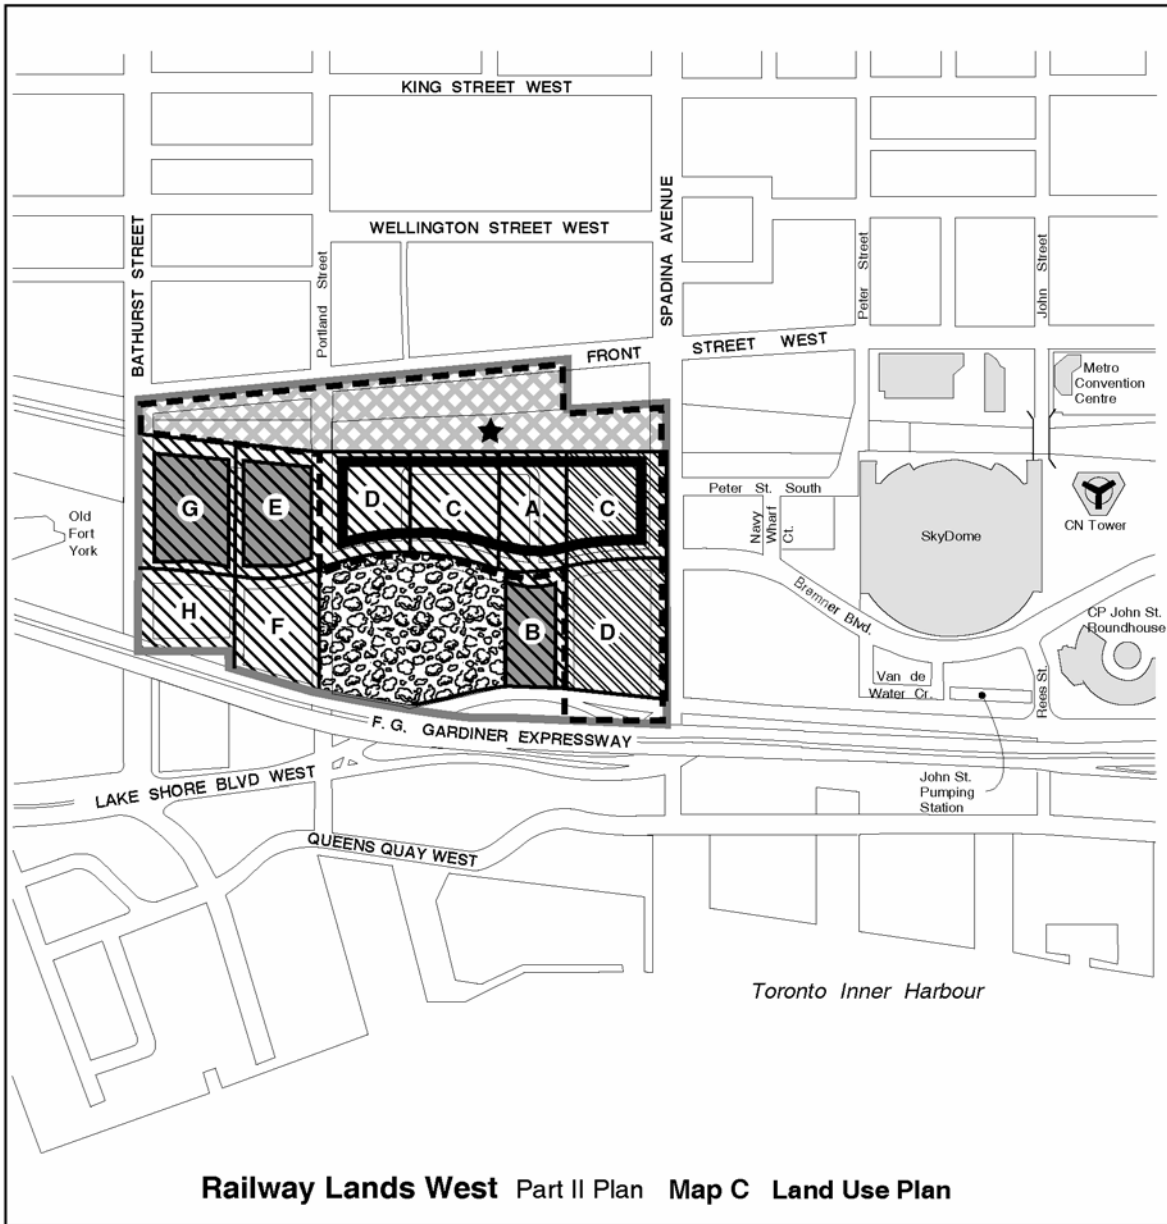 KING STREET WEST
WELLINGTON STREET WEST
BATHURST STREET
Portland Street
SPADINA AVENUE
Peter Street
John Street
FRONT STREET WEST
Metro
Convention
Centre
G
E
D
C
A
C
Peter St. South
Navy
Wharf
Ct.
SkyDome
CN Tower
Old
Fort
York
H
F
B
D
Bremner Blvd.
CP John St.
Roundhouse
Van de
Water Cr.
Rees St.
F. G. GARDINER EXPRESSWAY
LAKE SHORE BLVD WEST
John St.
Pumping
Station
QUEENS QUAY WEST
Toronto Inner Harbour
Railway Lands West Part II Plan Map C Land Use Plan